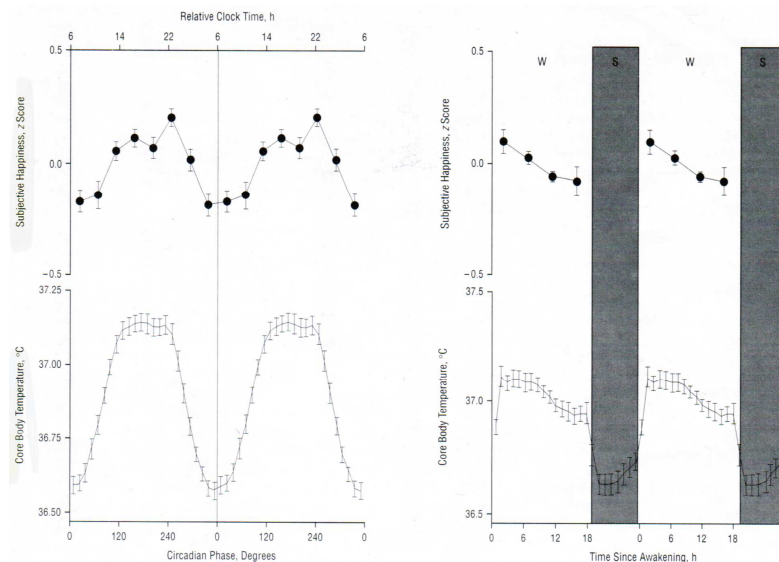 Relative Clock Time, h
6 14 22 6 14 22 6
Subjective Happiness, z Score
0.5
0.0
−0.5
Core Body Temperature, °C
37.25
37.00
36.75
36.50
0 120 240 0 120 240 0
Circadian Phase, Degrees
W S W S
Subjective Happiness, z Score
0.5
0.0
−0.5
Core Body Temperature, °C
37.5
37.0
36.5
0 6 12 18 0 6 12 18
Time Since Awakening, h